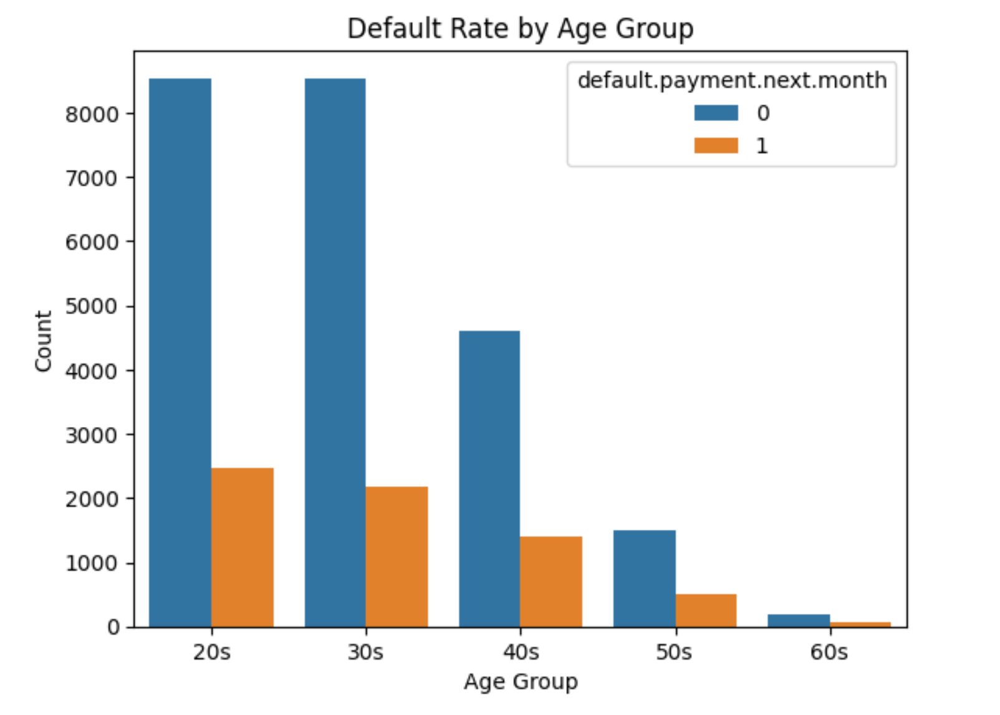 Default Rate by Age Group
default.payment.next.month
0
1
8000
7000
6000
5000
4000
3000
2000
1000
0
Count
20s 30s 40s 50s 60s
Age Group